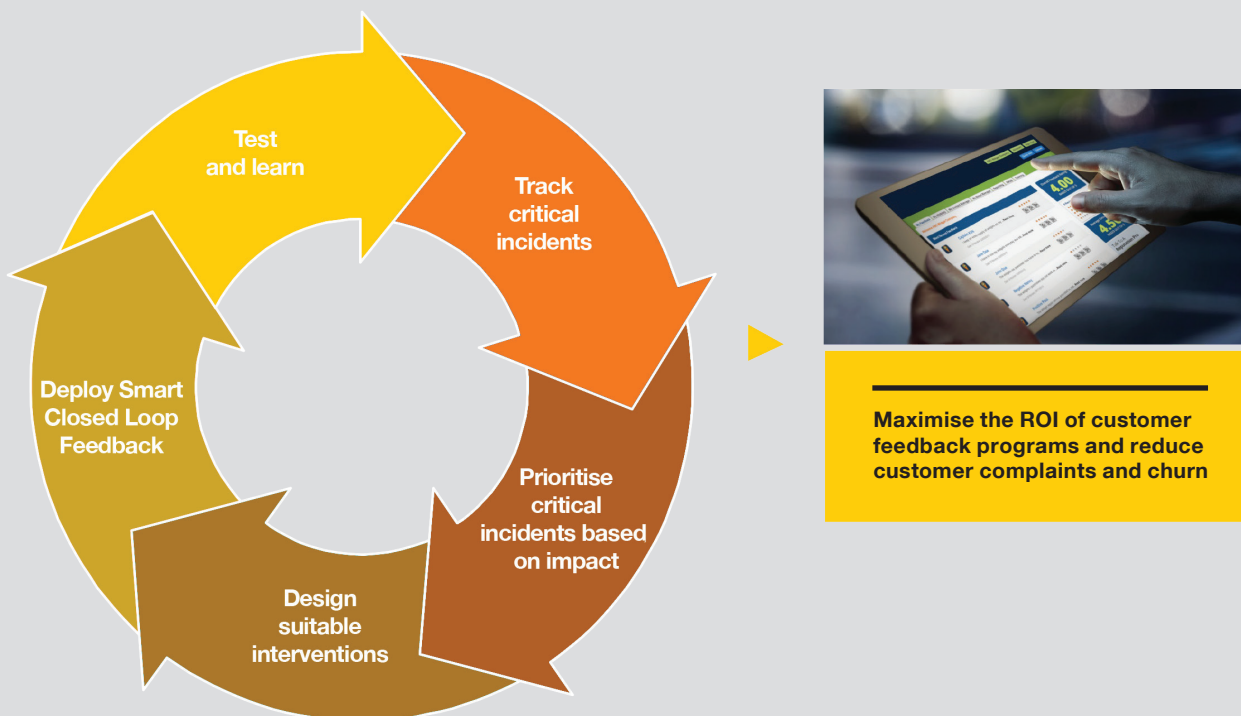 Test
and learn
Track
critical
incidents
Prioritise
critical
incidents based
on impact
Design
suitable
interventions
Deploy Smart
Closed Loop
Feedback
Maximise the ROI of customer
feedback programs and reduce
customer complaints and churn
4.00